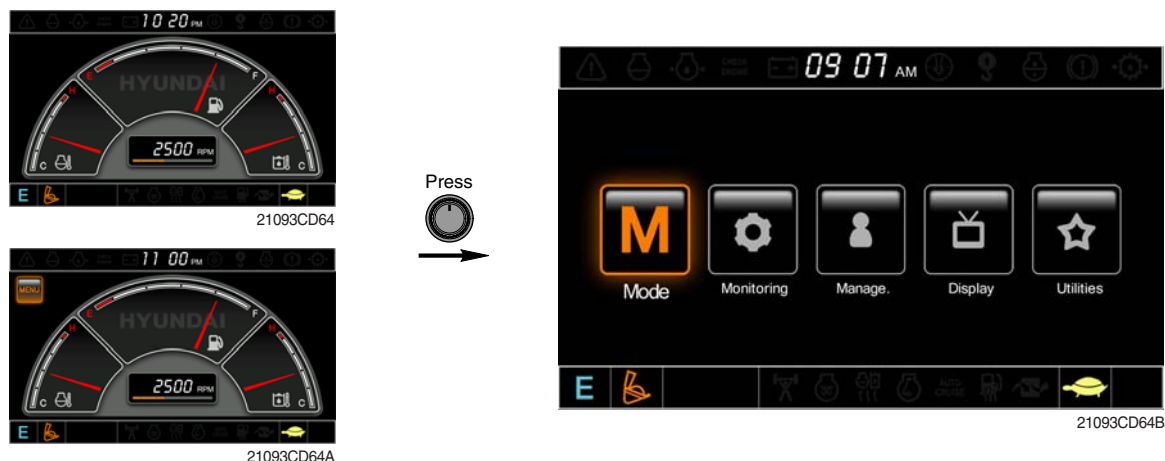 10 20 PM
E F
HYUNDAI
H H
2500 RPM
C C
E
21093CD64
11 00 PM
MENU
E F
HYUNDAI
H H
2500 RPM
C C
E
21093CD64A
Press
CHECK
ENGINE
09 07 AM
M
Mode Monitoring Manage. Display Utilities
E
AUTO
CRUISE
21093CD64B